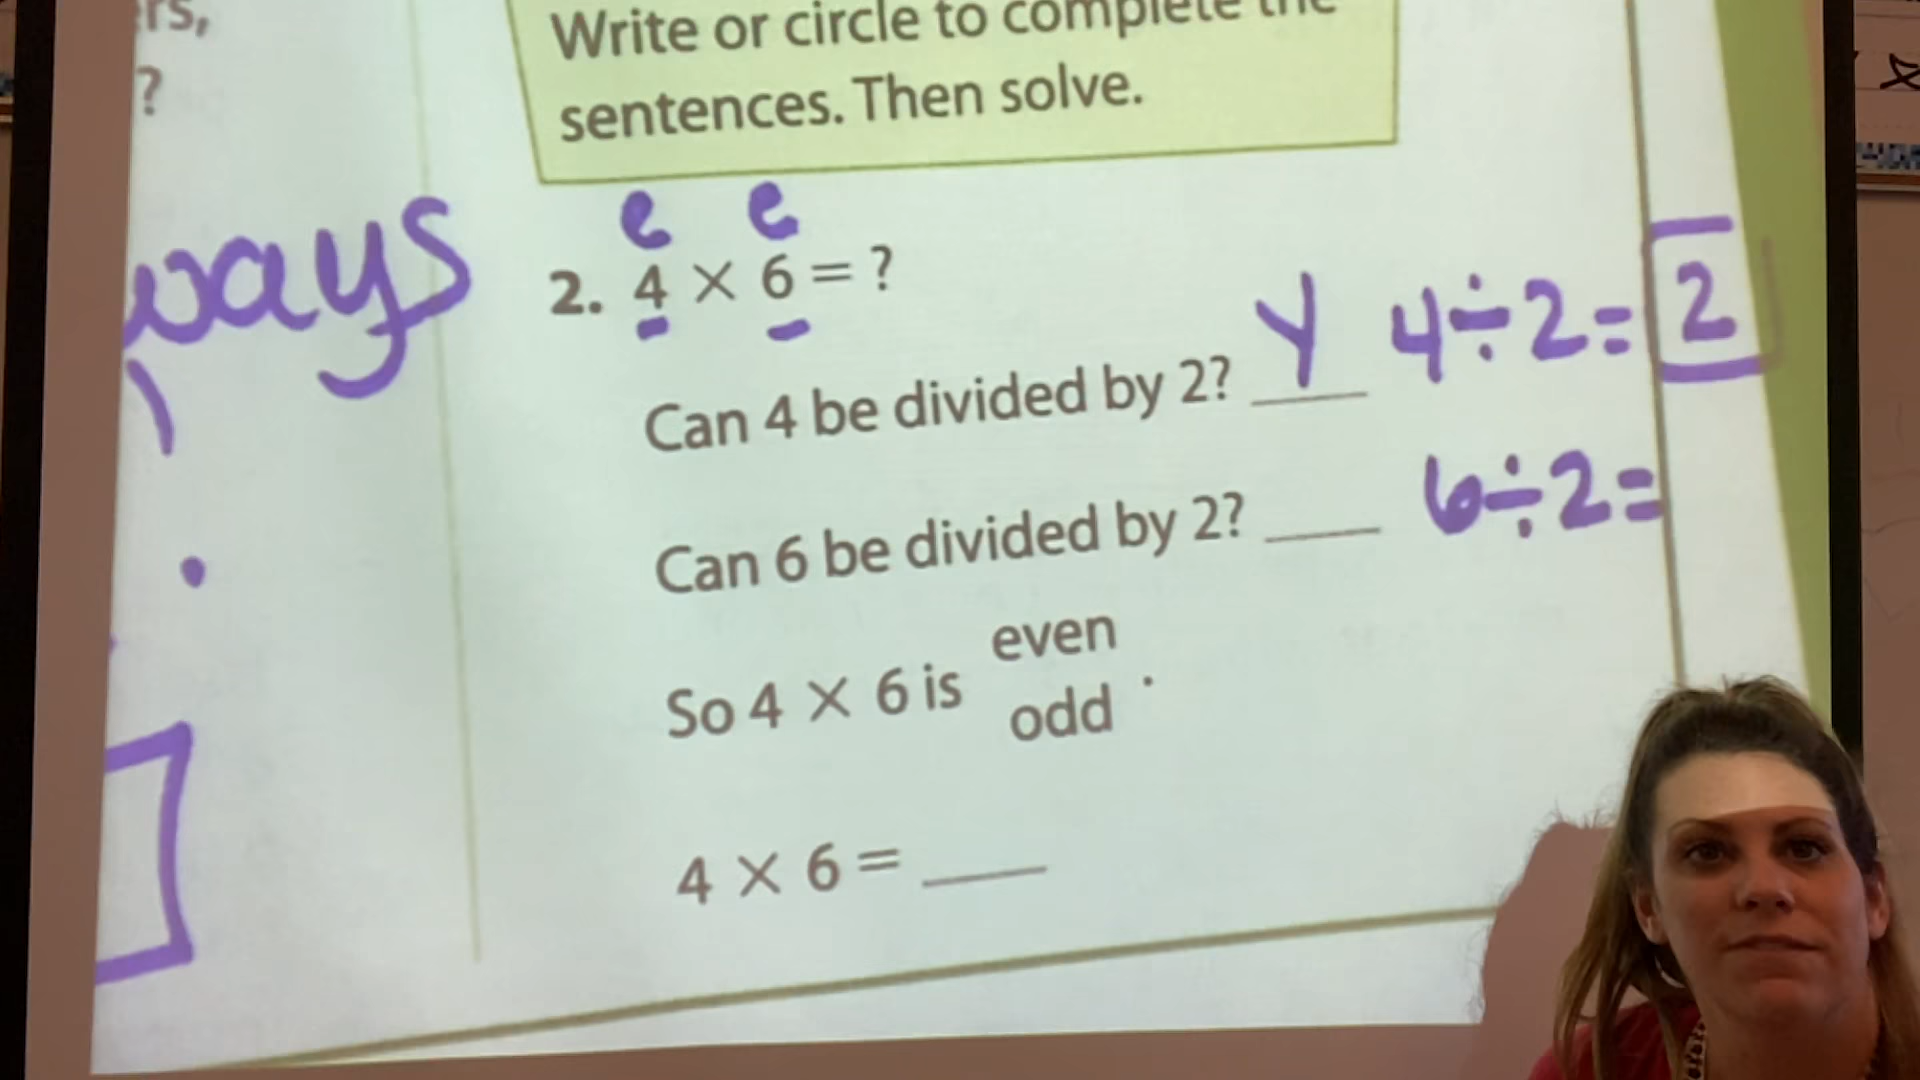 ?
Write or circle to complete the
sentences. Then solve.
e e
2. 4 × 6 = ?
Can 4 be divided by 2? Y 4÷2= 2
Can 6 be divided by 2? ___ 6÷2=
So 4 × 6 is even
odd .
4 × 6 = ___